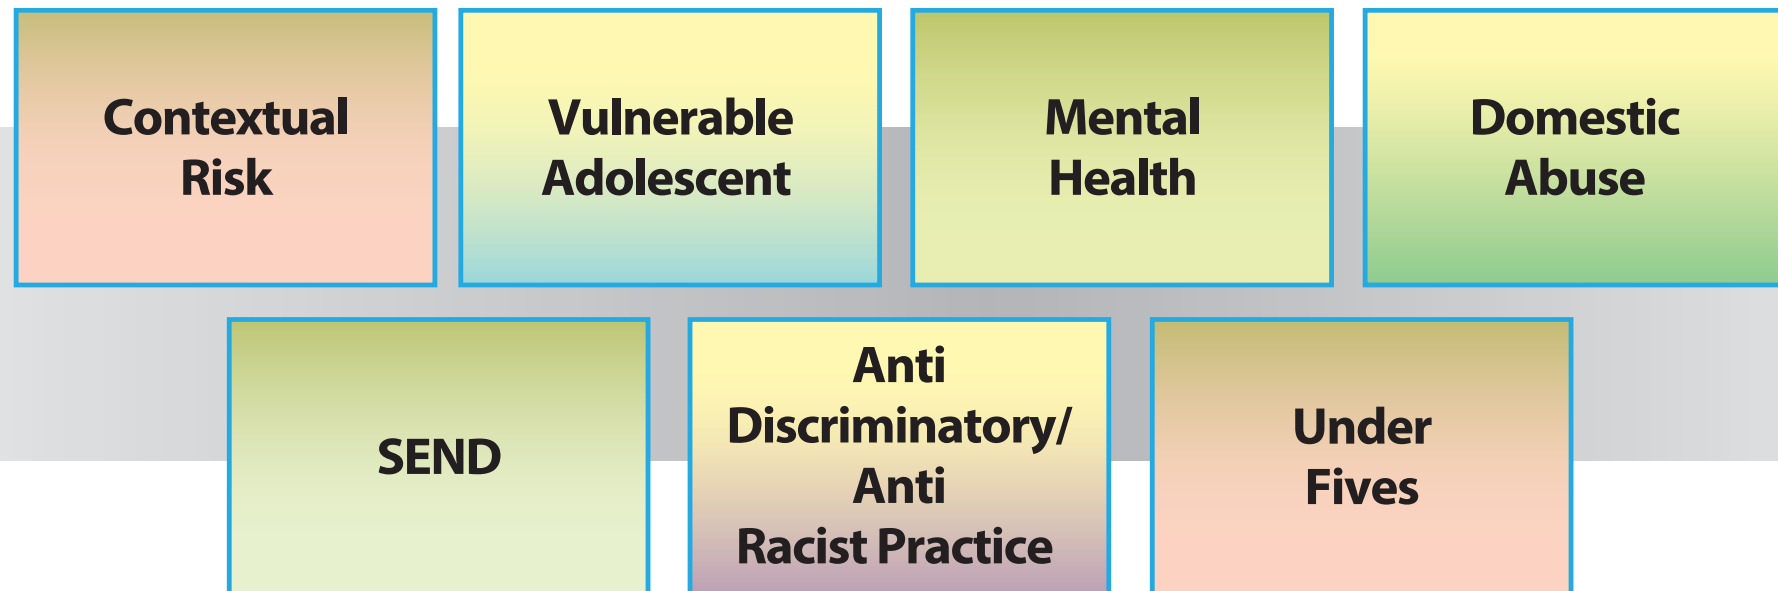 Contextual
Risk
Vulnerable
Adolescent
Mental
Health
Domestic
Abuse
SEND
Anti
Discriminatory/
Anti
Racist Practice
Under
Fives